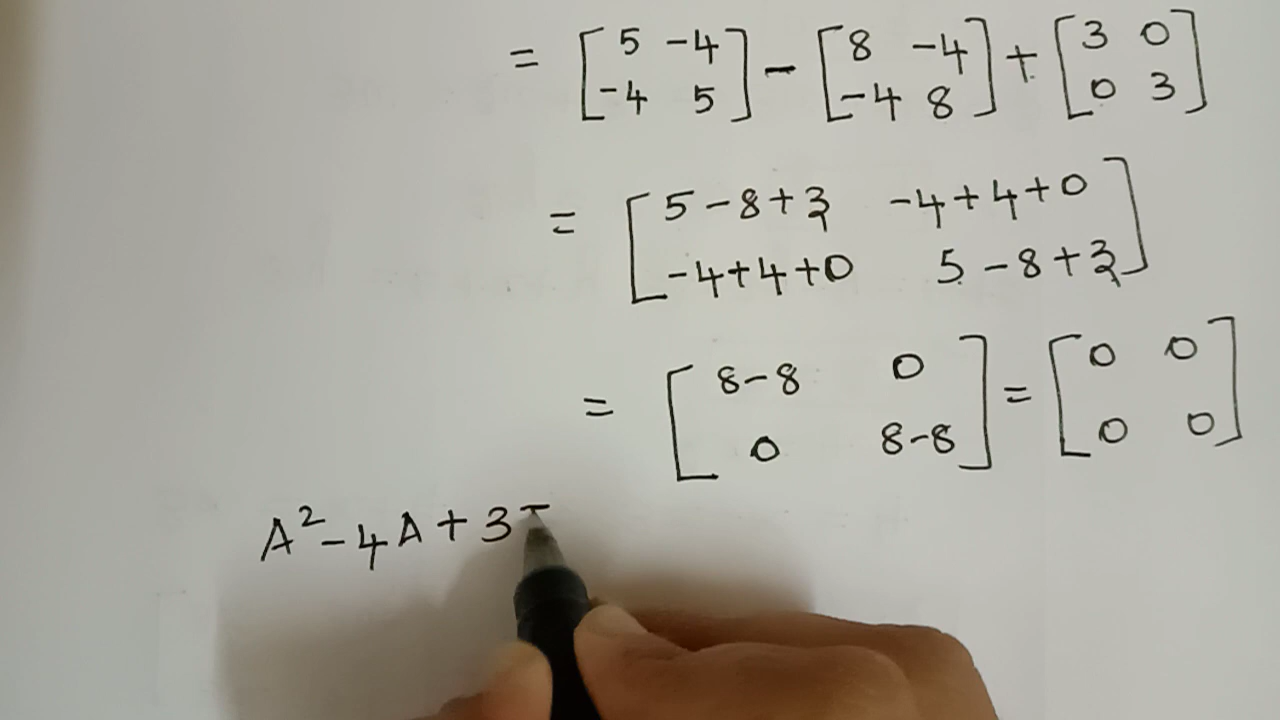 = [5 -4 -4 5] - [8 -4 -4 8] + [3 0 0 3]
= [5-8+3 -4+4+0 -4+4+0 5-8+3]
= [8-8 0 0 8-8] = [0 0 0 0]
A²-4A+3